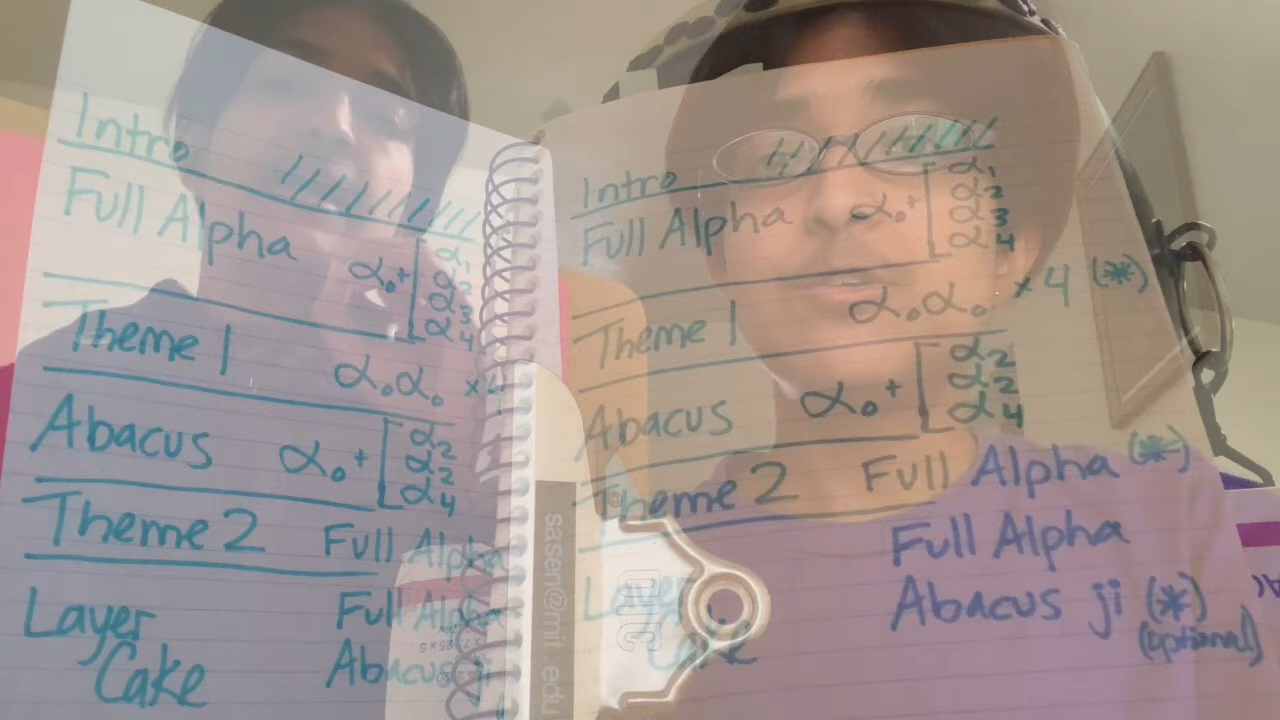 Intro
Full Alpha α₀+ [α₁ α₂ α₃ α₄
Theme 1 α₀α₀ ×4
Abacus α₀+ [α₂ α₂ α₄
Theme 2 Full Alpha
Layer Full Alpha
Cake Abacus ji
Intro
Full Alpha α₀+ [α₁ α₂ α₃ α₄
Theme 1 α₀α₀ ×4 (*)
Abacus α₀+ [α₂ α₂ α₄
Theme 2 Full Alpha (*)
Full Alpha
Layer Abacus ji (*)
Cake (optional)
sasen@mit.edu